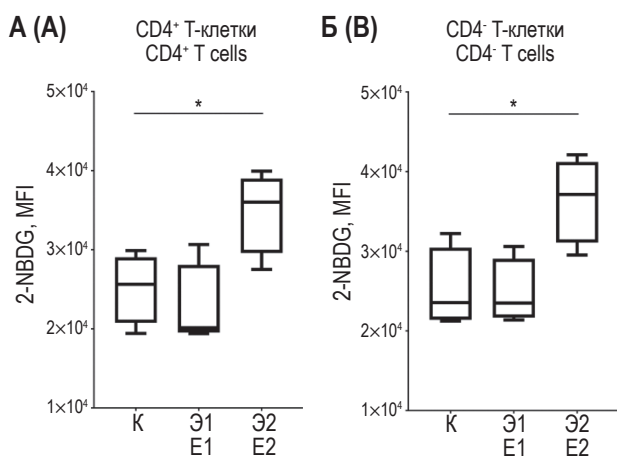 А (A)
CD4⁺ Т-клетки
CD4⁺ T cells
*
5×10⁴
4×10⁴
3×10⁴
2×10⁴
1×10⁴
2-NBDG, MFI
К
Э1
E1
Э2
E2
Б (B)
CD4⁻ Т-клетки
CD4⁻ T cells
*
5×10⁴
4×10⁴
3×10⁴
2×10⁴
1×10⁴
2-NBDG, MFI
К
Э1
E1
Э2
E2